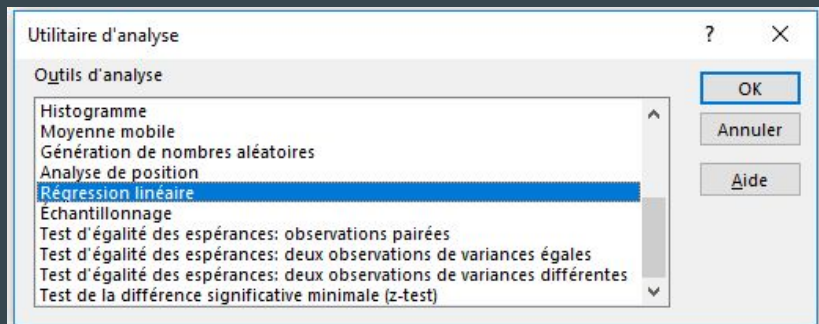 Utilitaire d'analyse
?
Outils d'analyse
Histogramme
Moyenne mobile
Génération de nombres aléatoires
Analyse de position
Régression linéaire
Échantillonnage
Test d'égalité des espérances: observations pairées
Test d'égalité des espérances: deux observations de variances égales
Test d'égalité des espérances: deux observations de variances différentes
Test de la différence significative minimale (z-test)
OK
Annuler
Aide